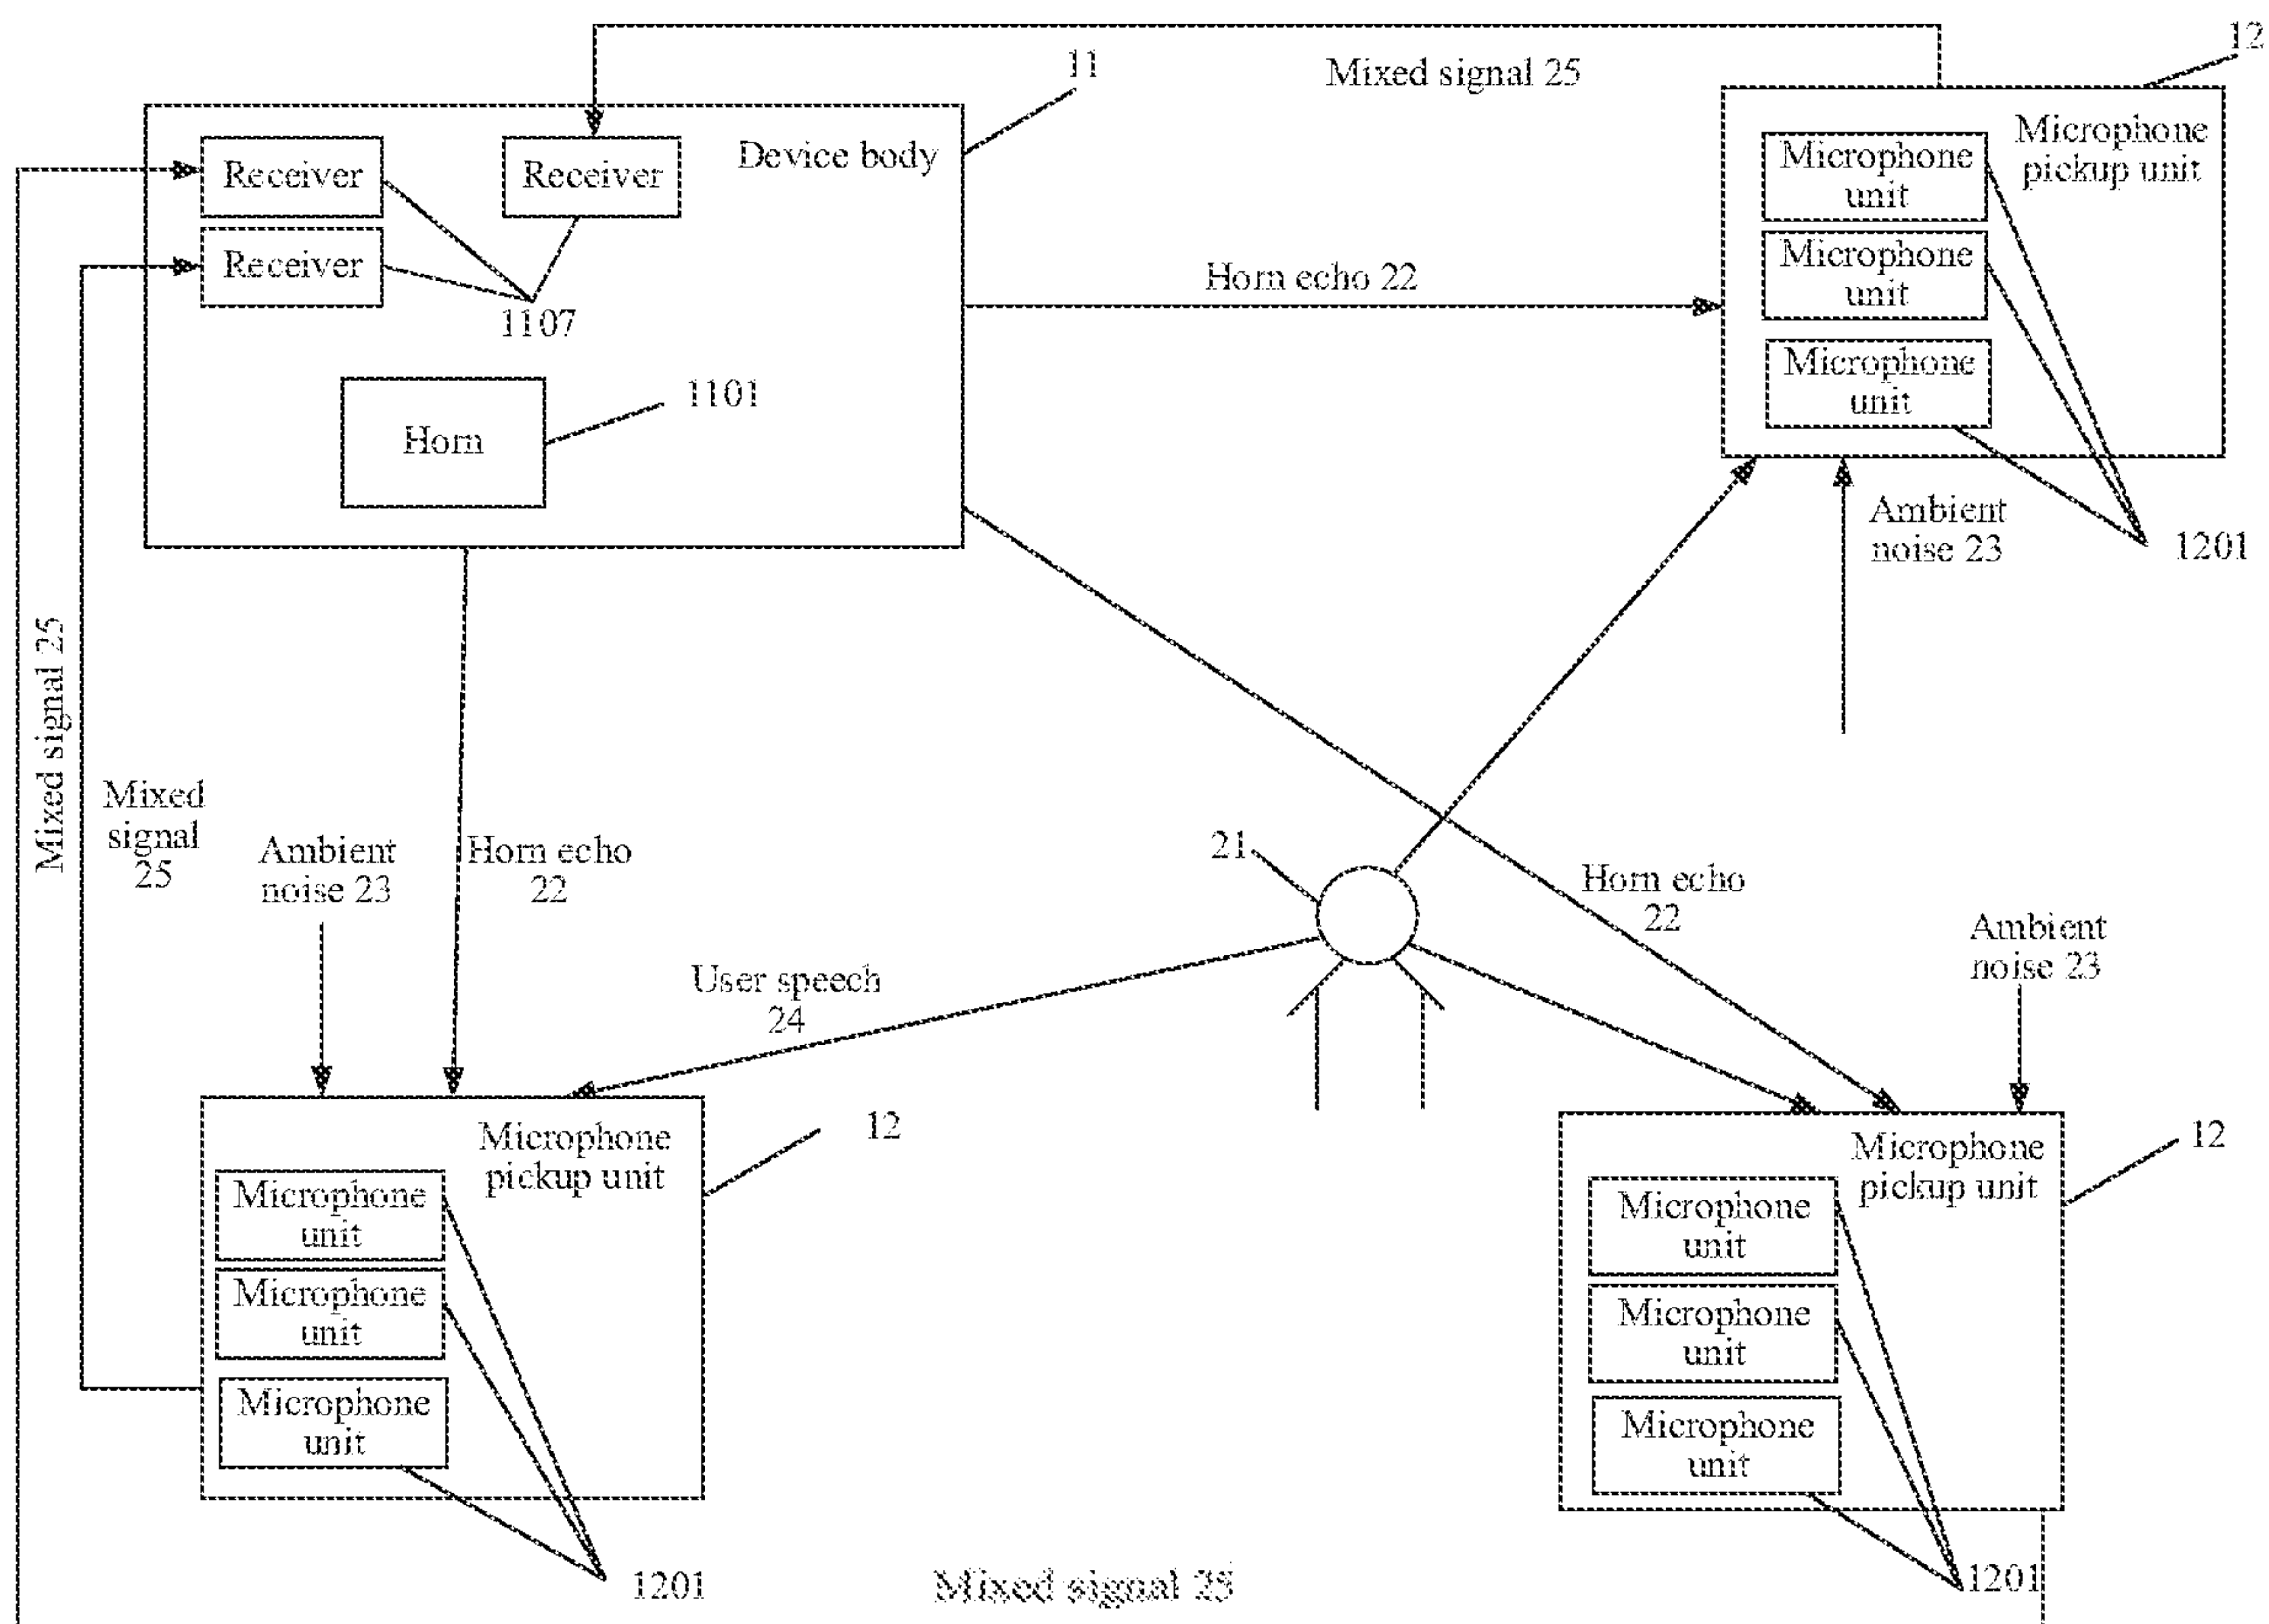 11
Mixed signal 25
12
Device body
Receiver
Receiver
Receiver
1107
1101
Horn
Horn echo 22
Microphone
pickup unit
Microphone
unit
Microphone
unit
Microphone
unit
Ambient
noise 23
1201
Mixed signal 25
Mixed
signal
25
Ambient
noise 23
Horn echo
22
21
Horn echo
22
Ambient
noise 23
User speech
24
12
Microphone
pickup unit
Microphone
unit
Microphone
unit
Microphone
unit
1201
12
Microphone
pickup unit
Microphone
unit
Microphone
unit
Microphone
unit
1201
Mixed signal 25